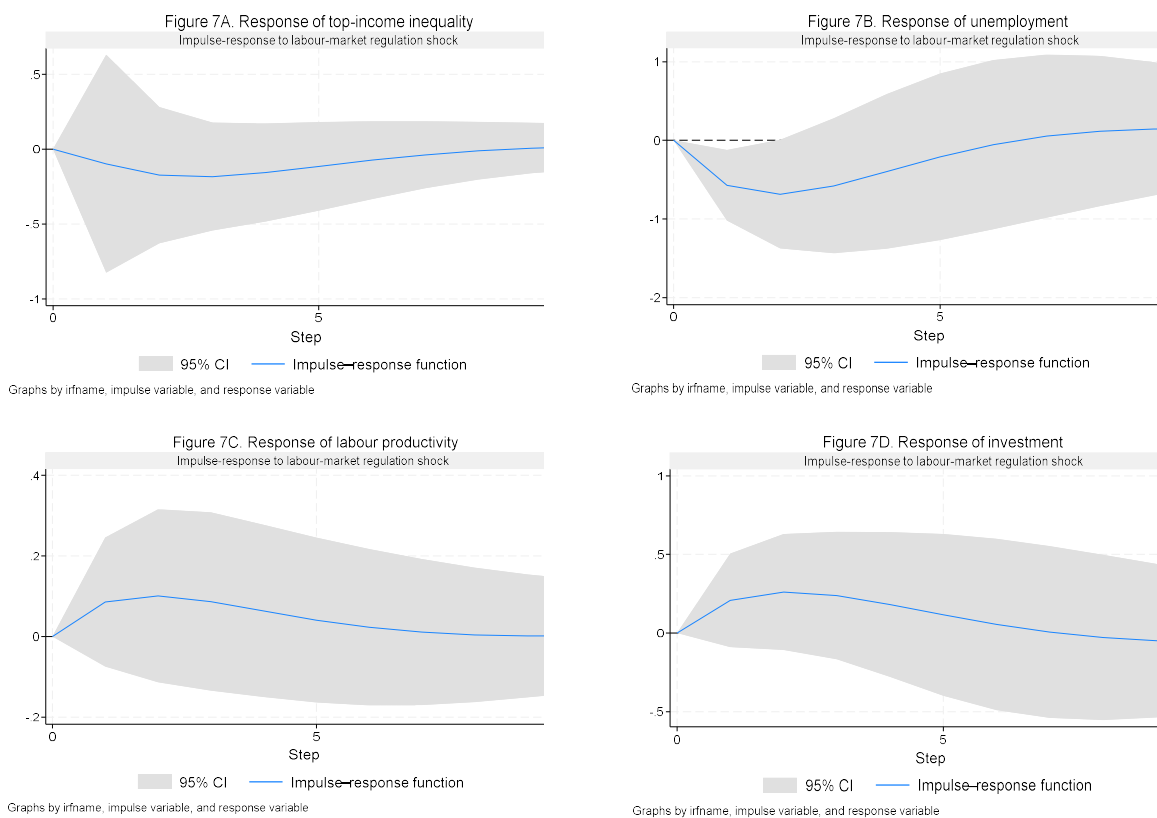 Figure 7A. Response of top-income inequality
Impulse-response to labour-market regulation shock
.5
0
-.5
-1
0
5
Step
95% CI
Impulse-response function
Graphs by irfname, impulse variable, and response variable
Figure 7B. Response of unemployment
Impulse-response to labour-market regulation shock
1
0
-1
-2
0
5
Step
95% CI
Impulse-response function
Graphs by irfname, impulse variable, and response variable
Figure 7C. Response of labour productivity
Impulse-response to labour-market regulation shock
.4
.2
0
-.2
0
5
Step
95% CI
Impulse-response function
Graphs by irfname, impulse variable, and response variable
Figure 7D. Response of investment
Impulse-response to labour-market regulation shock
1
.5
0
-.5
0
5
Step
95% CI
Impulse-response function
Graphs by irfname, impulse variable, and response variable